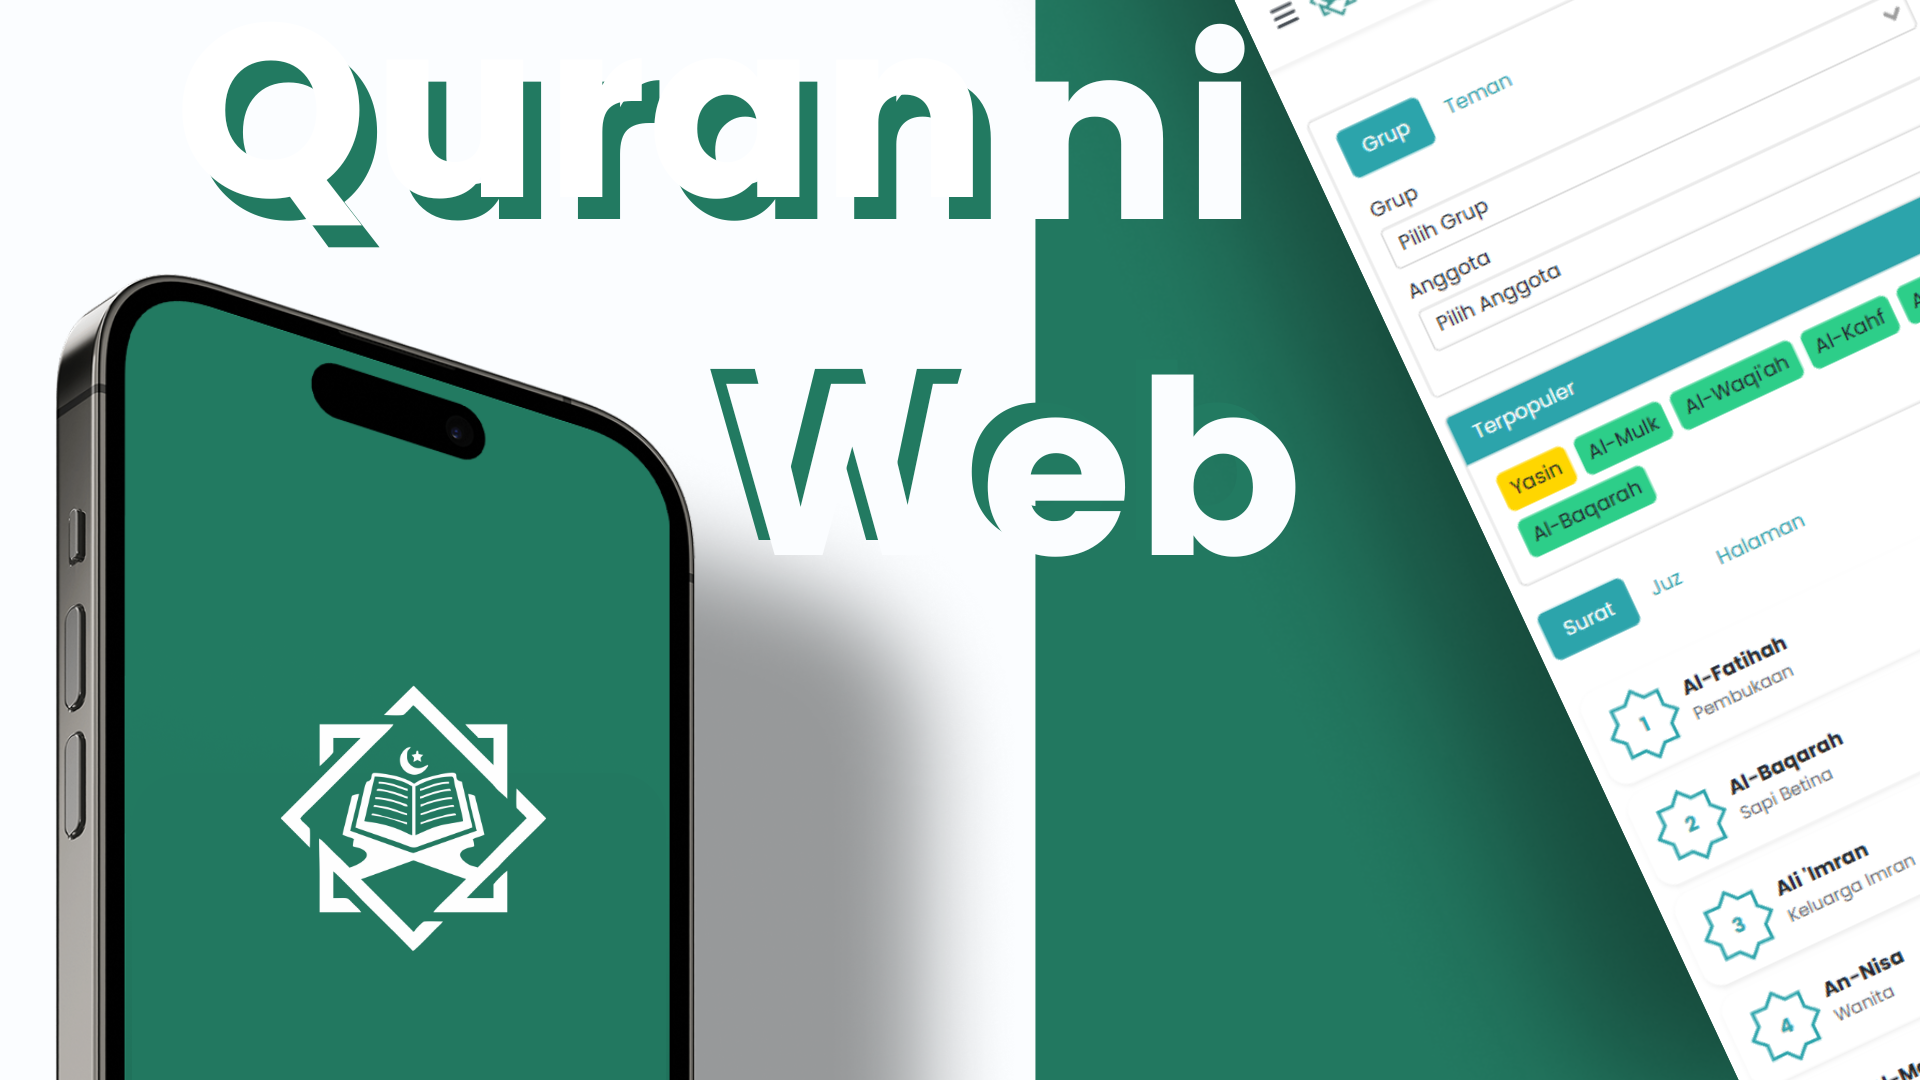 Quranni
Web
Grup
Teman
Grup
Pilih Grup
Anggota
Pilih Anggota
Terpopuler
Yasin
Al-Mulk
Al-Waqi'ah
Al-Kahf
Al-Baqarah
Surat
Juz
Halaman
1
Al-Fatihah
Pembukaan
2
Al-Baqarah
Sapi Betina
3
Ali 'Imran
Keluarga Imran
4
An-Nisa
Wanita